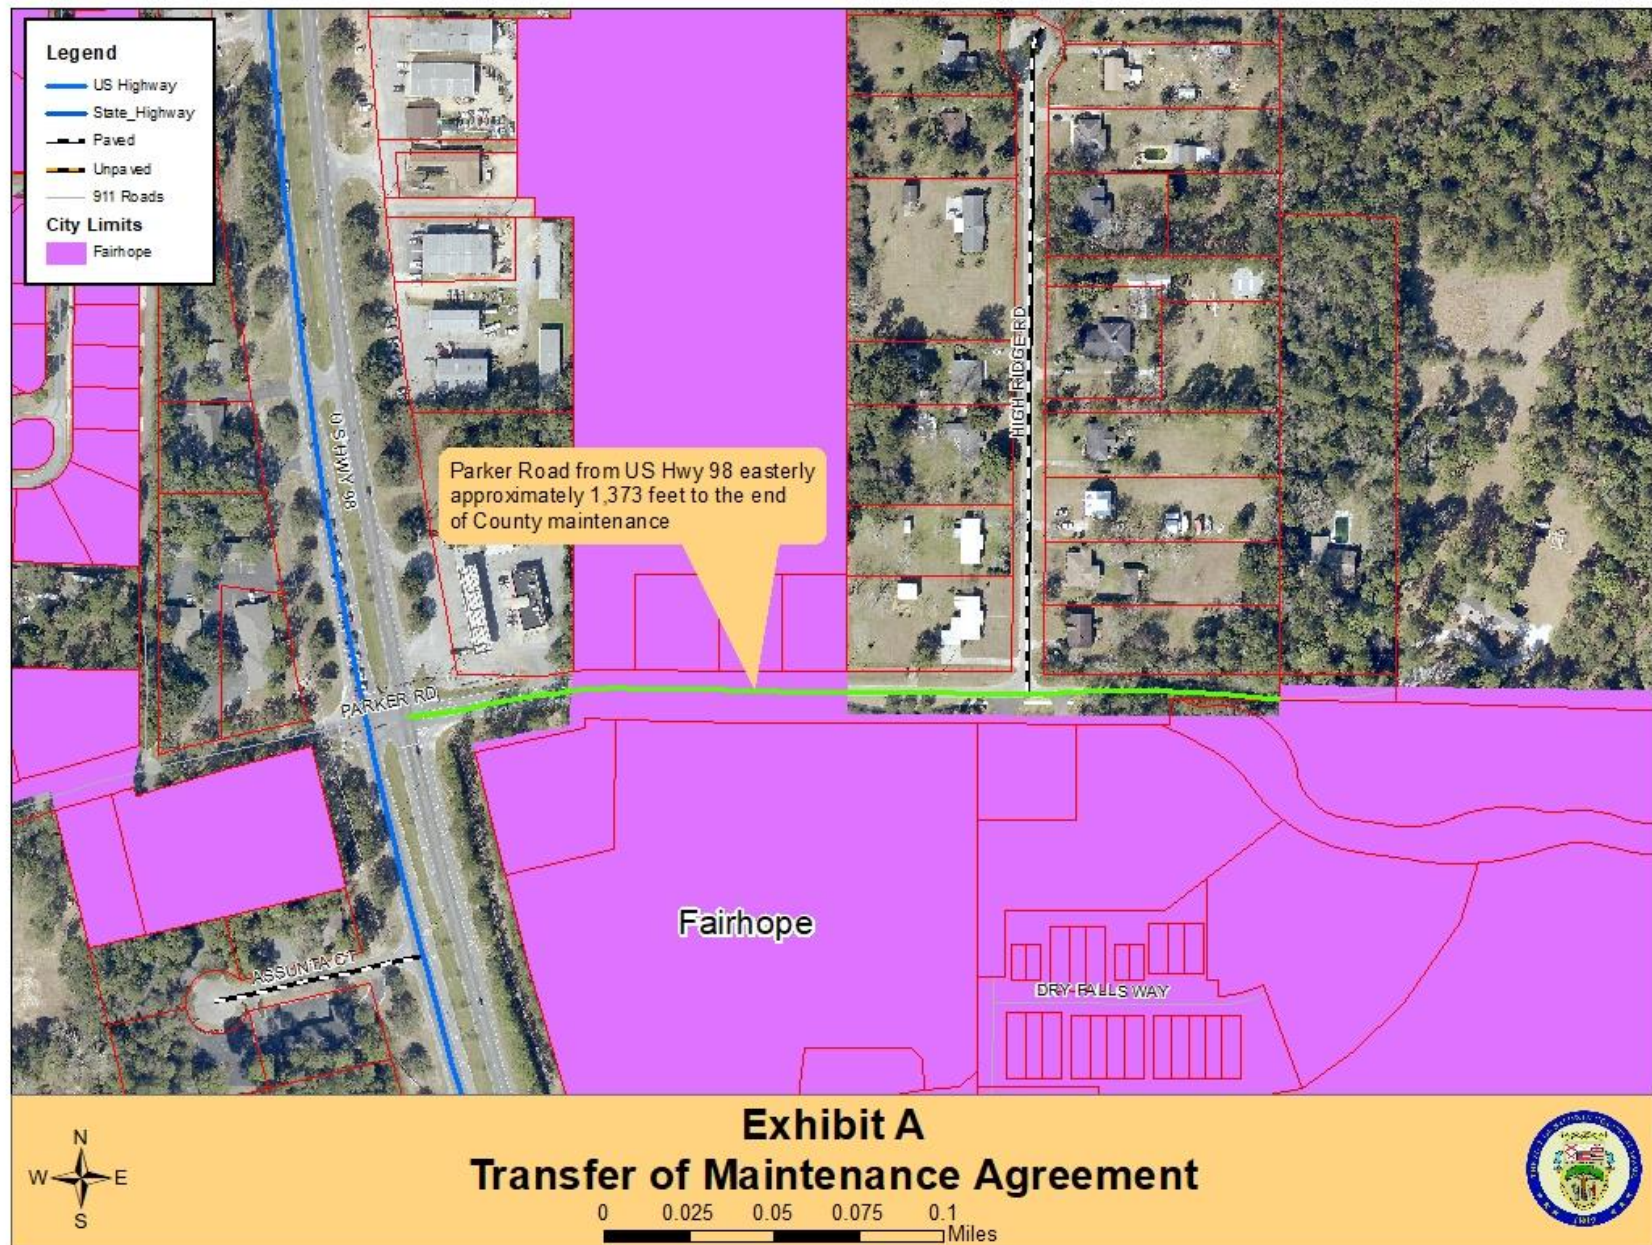 Legend
US Highway
State_Highway
Paved
Unpaved
911 Roads
City Limits
Fairhope
U S HWY 98
HIGH RIDGE RD
Parker Road from US Hwy 98 easterly
approximately 1,373 feet to the end
of County maintenance
PARKER RD
Fairhope
ASSUNTA CT
DRY FALLS WAY
Exhibit A
Transfer of Maintenance Agreement
N
W E
S
0 0.025 0.05 0.075 0.1
Miles